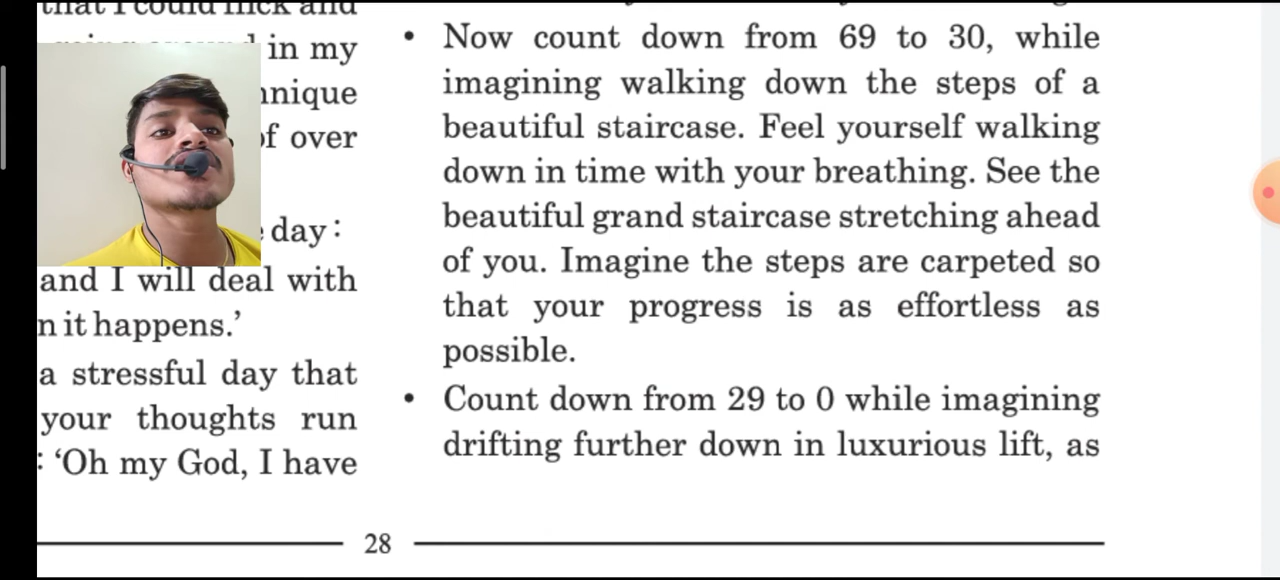 that I could flick and
in my
of over
day :
and I will deal with
n it happens.’
a stressful day that
your thoughts run
: ‘Oh my God, I have
• Now count down from 69 to 30, while
imagining walking down the steps of a
beautiful staircase. Feel yourself walking
down in time with your breathing. See the
beautiful grand staircase stretching ahead
of you. Imagine the steps are carpeted so
that your progress is as effortless as
possible.
• Count down from 29 to 0 while imagining
drifting further down in luxurious lift, as
28